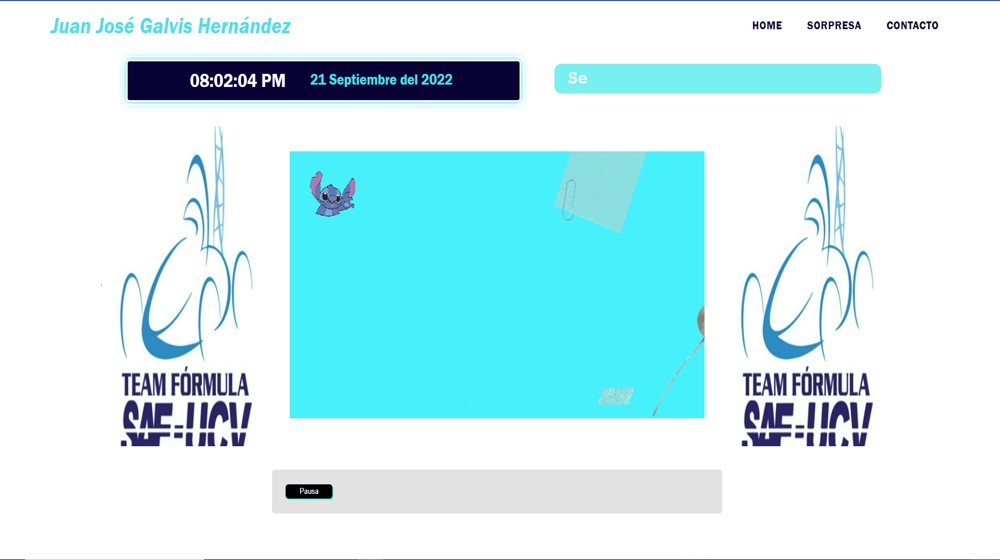 Juan José Galvis Hernández
HOME SORPRESA CONTACTO
08:02:04 PM 21 Septiembre del 2022
Se
TEAM FÓRMULA
SAE-UCV
TEAM FÓRMULA
SAE-UCV
Pausa